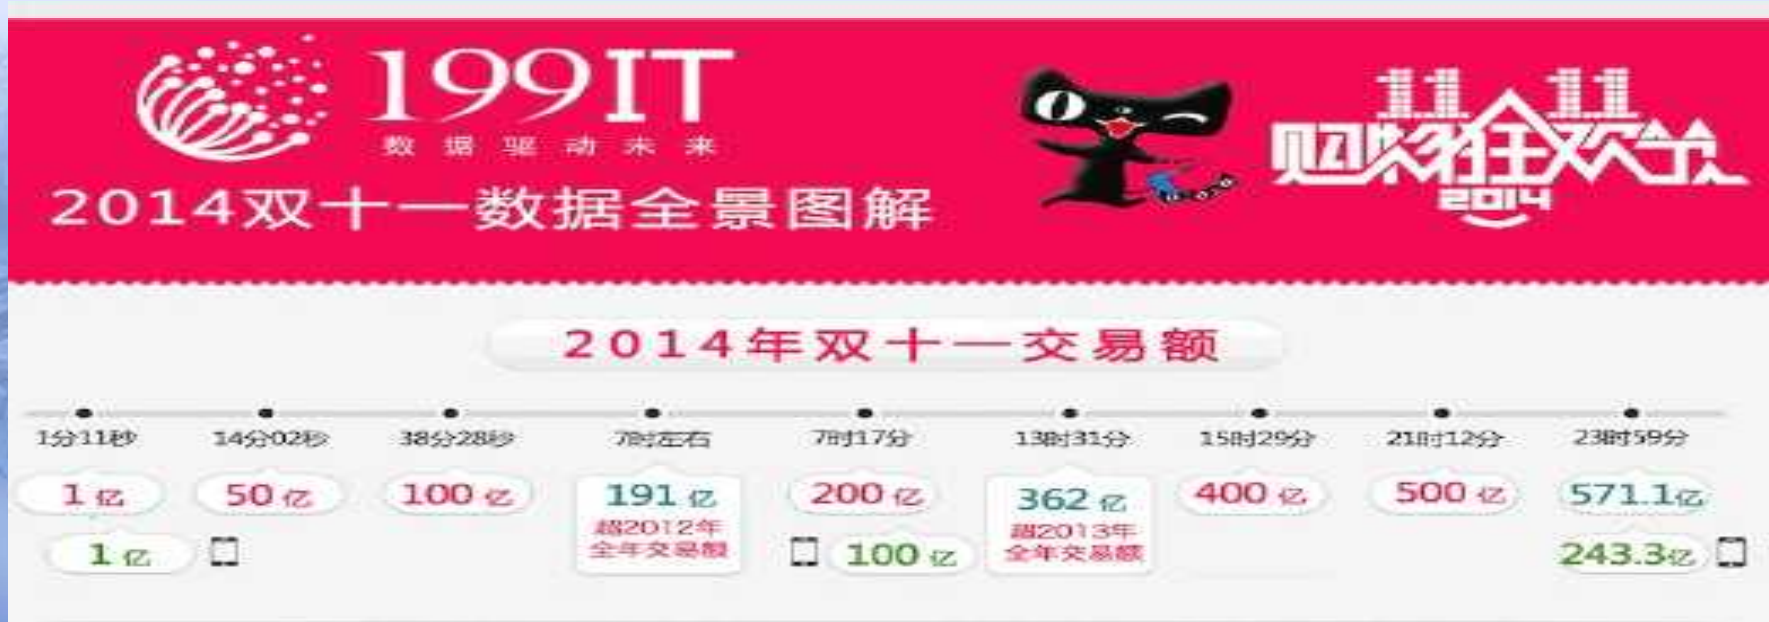 199IT
数据驱动未来
11.11
购物狂欢节
2014
2014双十一数据全景图解
2014年双十一交易额
1分11秒 14分02秒 38分28秒 7时左右 7时17分 13时31分 15时29分 21时12分 23时59分
1亿 50亿 100亿 191亿 200亿 362亿 400亿 500亿 571.1亿
超2012年 超2013年
全年交易额 全年交易额
1亿 100亿 243.3亿